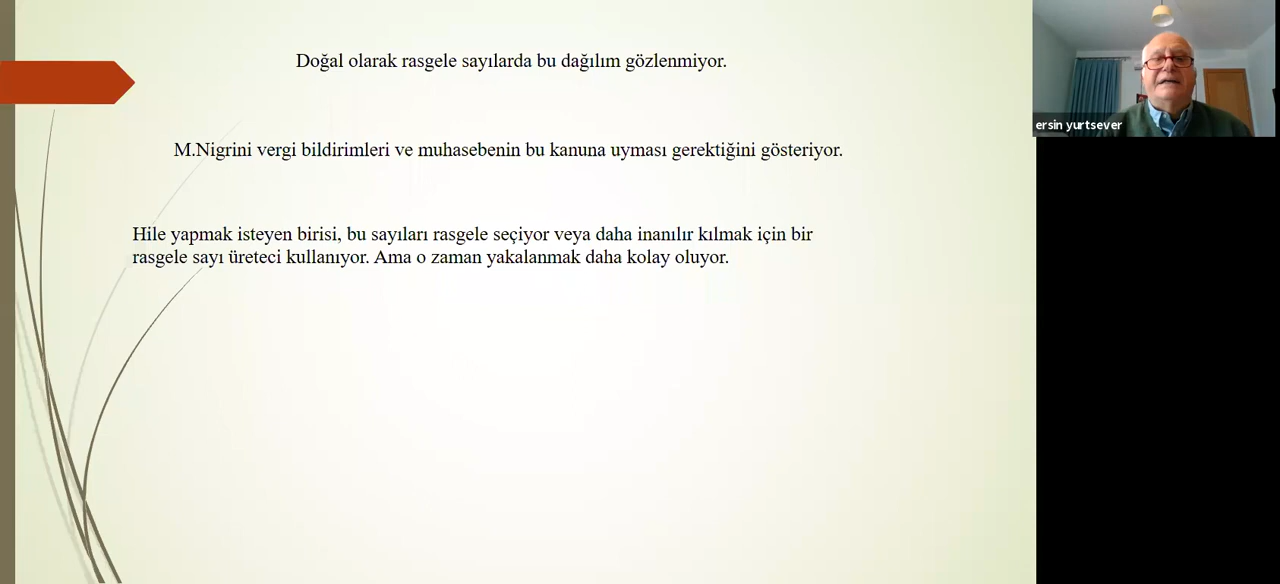 Doğal olarak rasgele sayılarda bu dağılım gözlenmiyor.
ersin yurtsever
M.Nigrini vergi bildirimleri ve muhasebenin bu kanuna uyması gerektiğini gösteriyor.
Hile yapmak isteyen birisi, bu sayıları rasgele seçiyor veya daha inanılır kılmak için bir
rasgele sayı üreteci kullanıyor. Ama o zaman yakalanmak daha kolay oluyor.